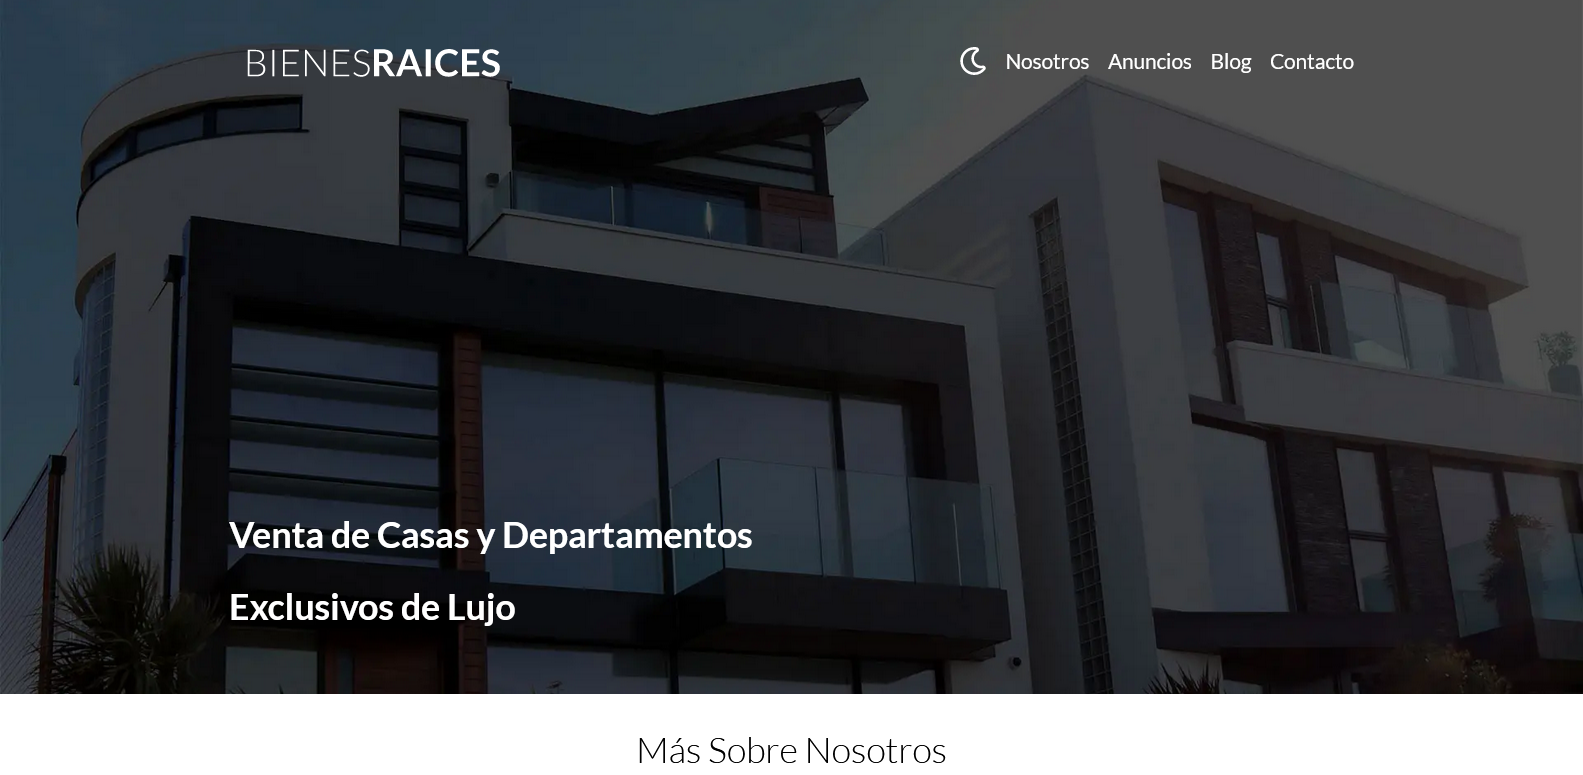 BIENESRAICES
Nosotros Anuncios Blog Contacto
Venta de Casas y Departamentos
Exclusivos de Lujo
Más Sobre Nosotros